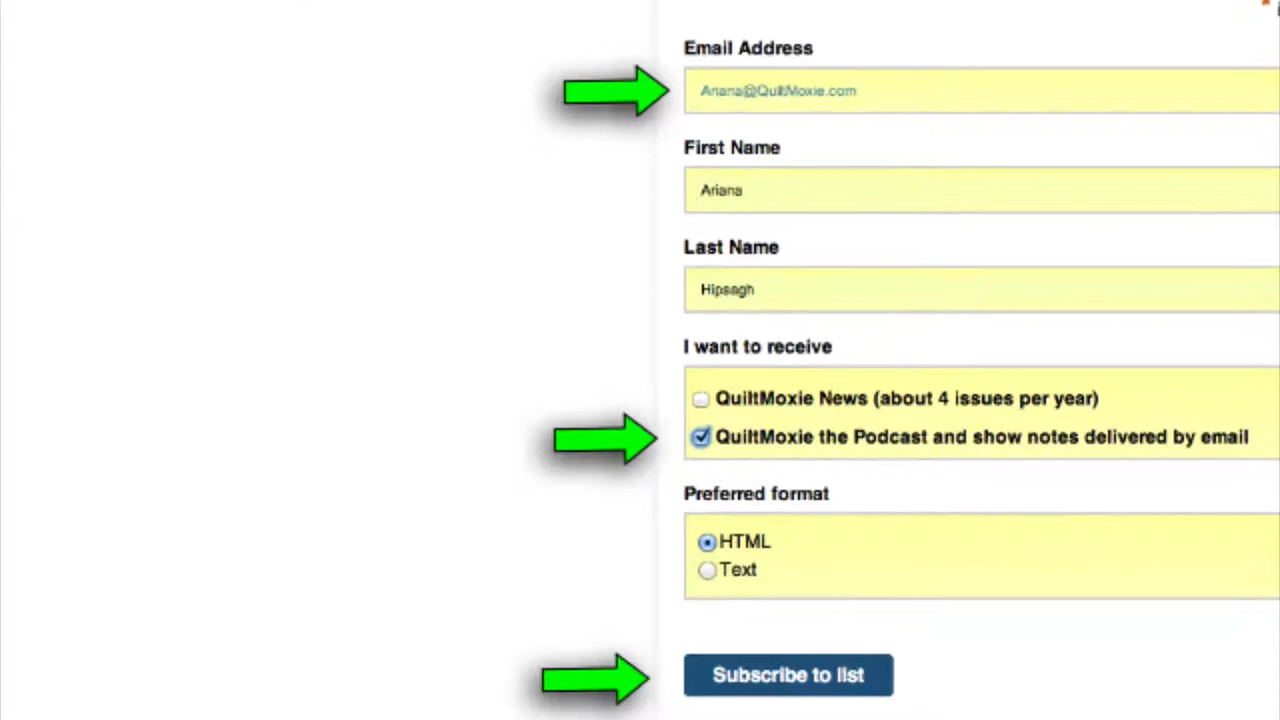 Email Address
Ariana@QuiltMoxie.com
First Name
Ariana
Last Name
Hipsagh
I want to receive
QuiltMoxie News (about 4 issues per year)
QuiltMoxie the Podcast and show notes delivered by email
Preferred format
HTML
Text
Subscribe to list